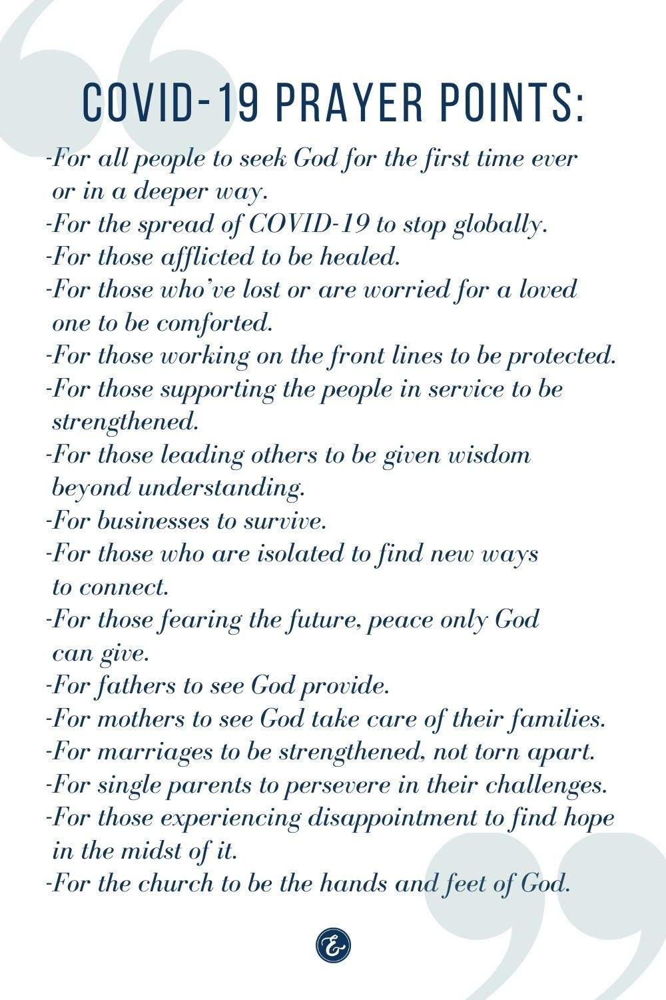 COVID-19 PRAYER POINTS:
-For all people to seek God for the first time ever
or in a deeper way.
-For the spread of COVID-19 to stop globally.
-For those afflicted to be healed.
-For those who’ve lost or are worried for a loved
one to be comforted.
-For those working on the front lines to be protected.
-For those supporting the people in service to be
strengthened.
-For those leading others to be given wisdom
beyond understanding.
-For businesses to survive.
-For those who are isolated to find new ways
to connect.
-For those fearing the future, peace only God
can give.
-For fathers to see God provide.
-For mothers to see God take care of their families.
-For marriages to be strengthened, not torn apart.
-For single parents to persevere in their challenges.
-For those experiencing disappointment to find hope
in the midst of it.
-For the church to be the hands and feet of God.
E